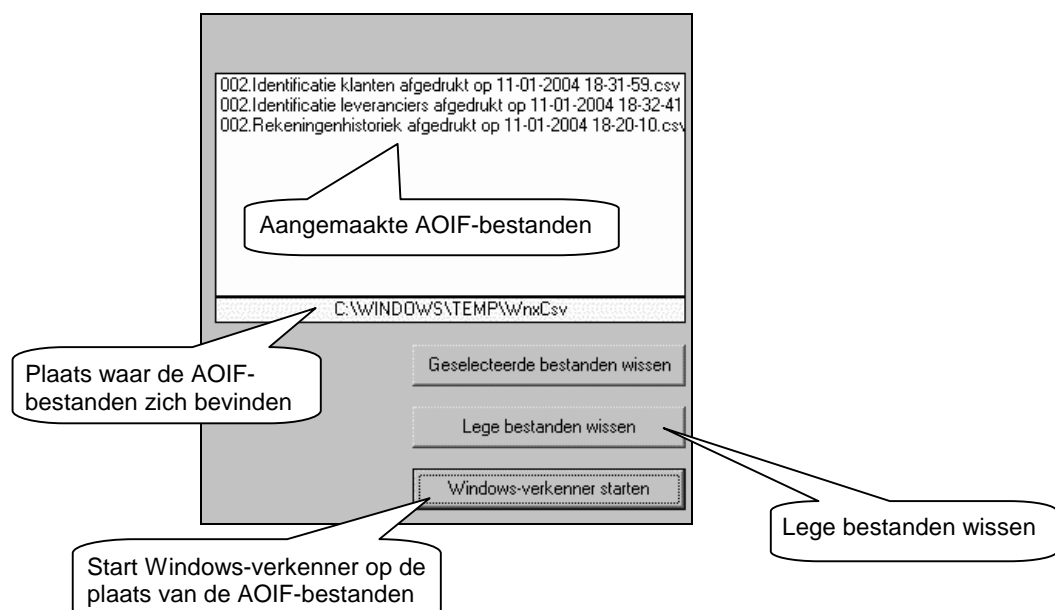 002.Identificatie klanten afgedrukt op 11-01-2004 18-31-59.csv
002.Identificatie leveranciers afgedrukt op 11-01-2004 18-32-41
002.Rekeningenhistoriek afgedrukt op 11-01-2004 18-20-10.csv
Aangemaakte AOIF-bestanden
C:\WINDOWS\TEMP\WnxCsv
Plaats waar de AOIF-
bestanden zich bevinden
Geselecteerde bestanden wissen
Lege bestanden wissen
Windows-verkenner starten
Lege bestanden wissen
Start Windows-verkenner op de
plaats van de AOIF-bestanden